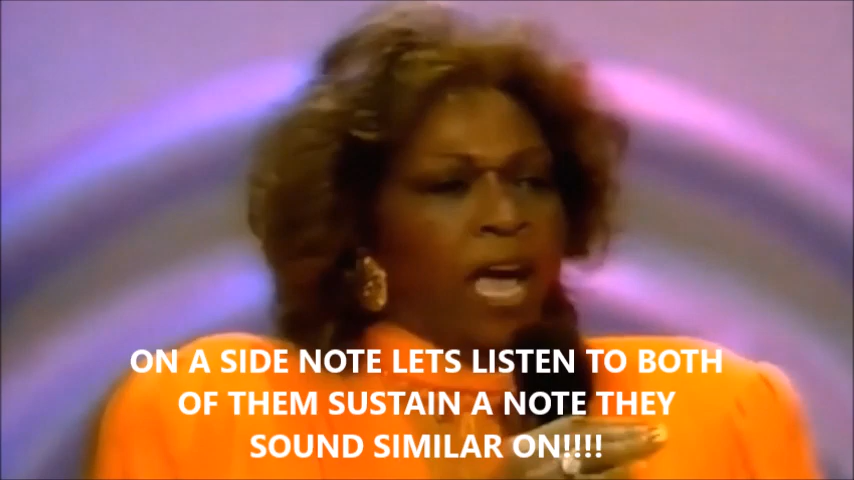 ON A SIDE NOTE LETS LISTEN TO BOTH
OF THEM SUSTAIN A NOTE THEY
SOUND SIMILAR ON!!!!